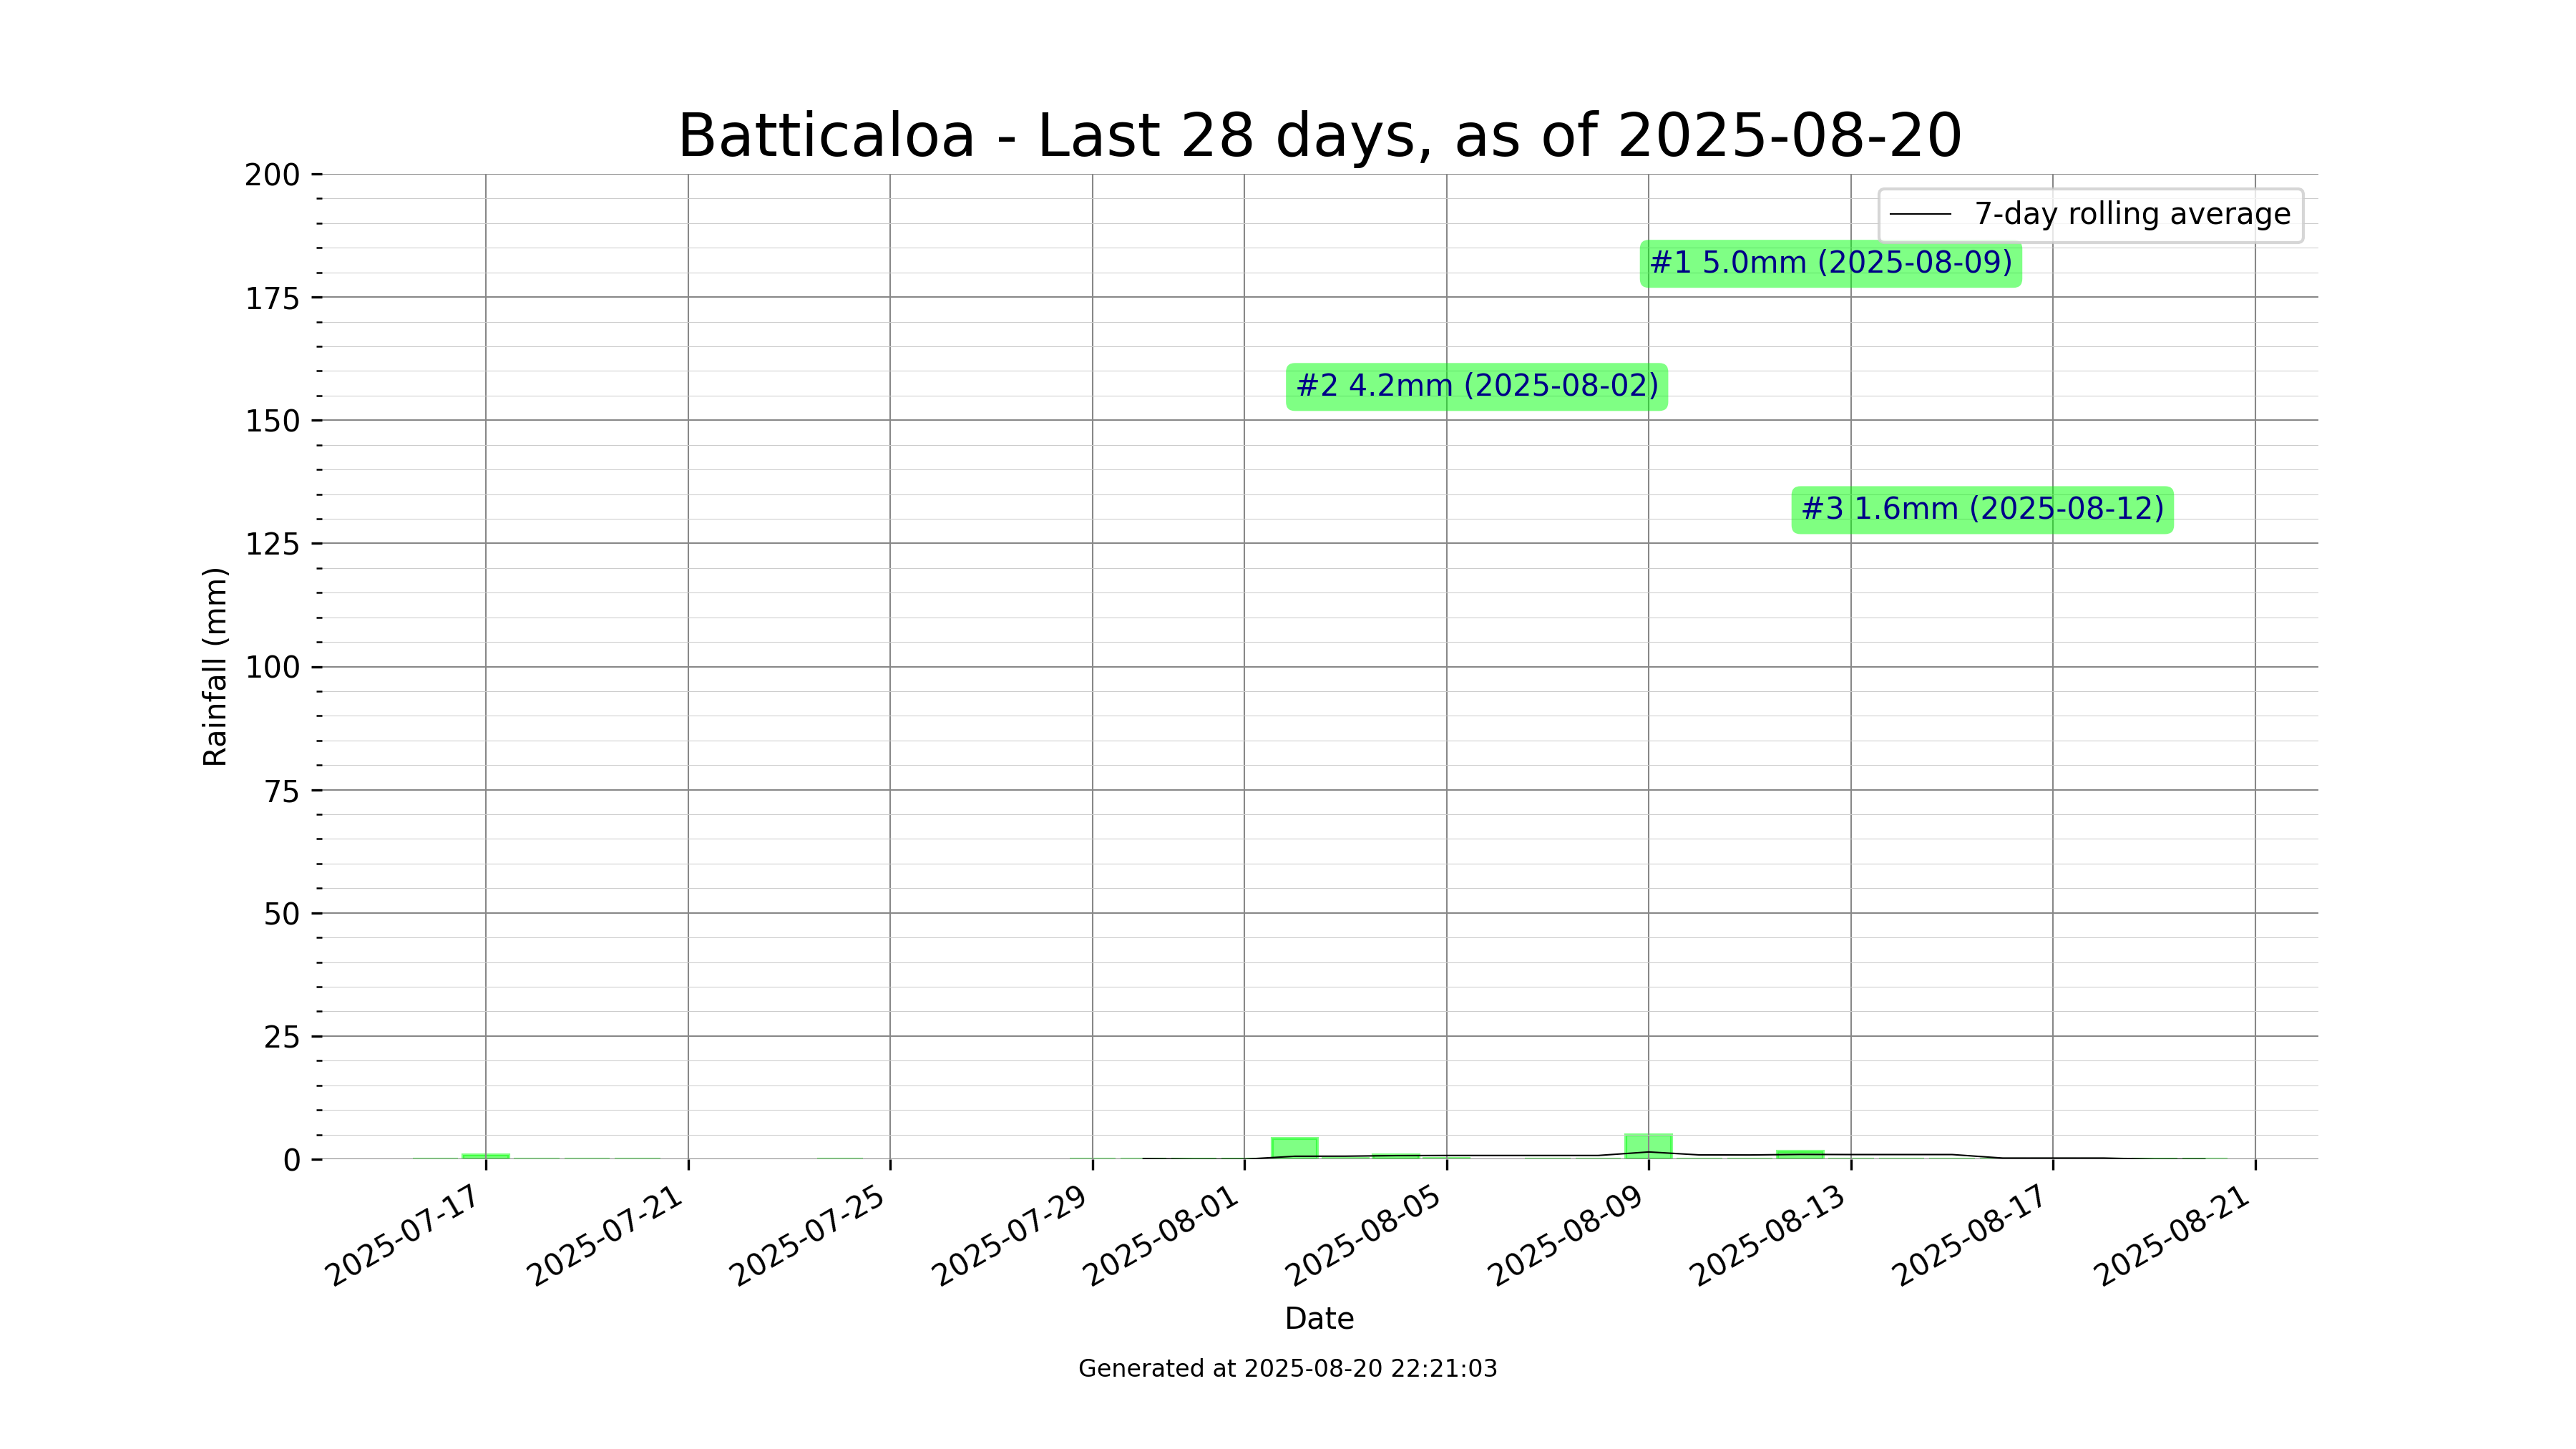 Batticaloa - Last 28 days, as of 2025-08-20
200
175
150
125
100
75
50
25
0
Rainfall (mm)
7-day rolling average
#1 5.0mm (2025-08-09)
#2 4.2mm (2025-08-02)
#3 1.6mm (2025-08-12)
2025-07-17
2025-07-21
2025-07-25
2025-07-29
2025-08-01
2025-08-05
2025-08-09
2025-08-13
2025-08-17
2025-08-21
Date
Generated at 2025-08-20 22:21:03